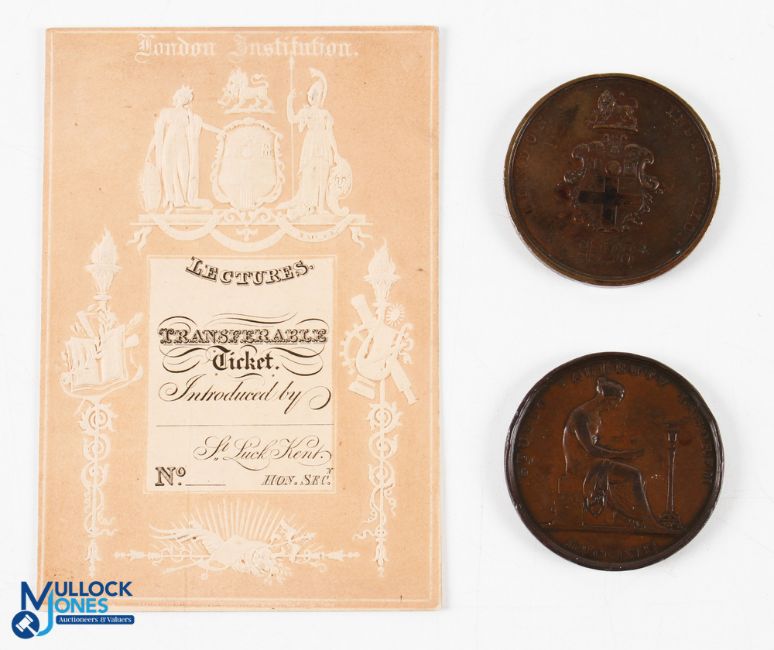 London Institution.
LECTURES.
TRANSFERABLE
Ticket.
Introduced by
St. Luck Kent.
No.
HON. SECY
MULLOCK
JONES
Auctioneers & Valuers